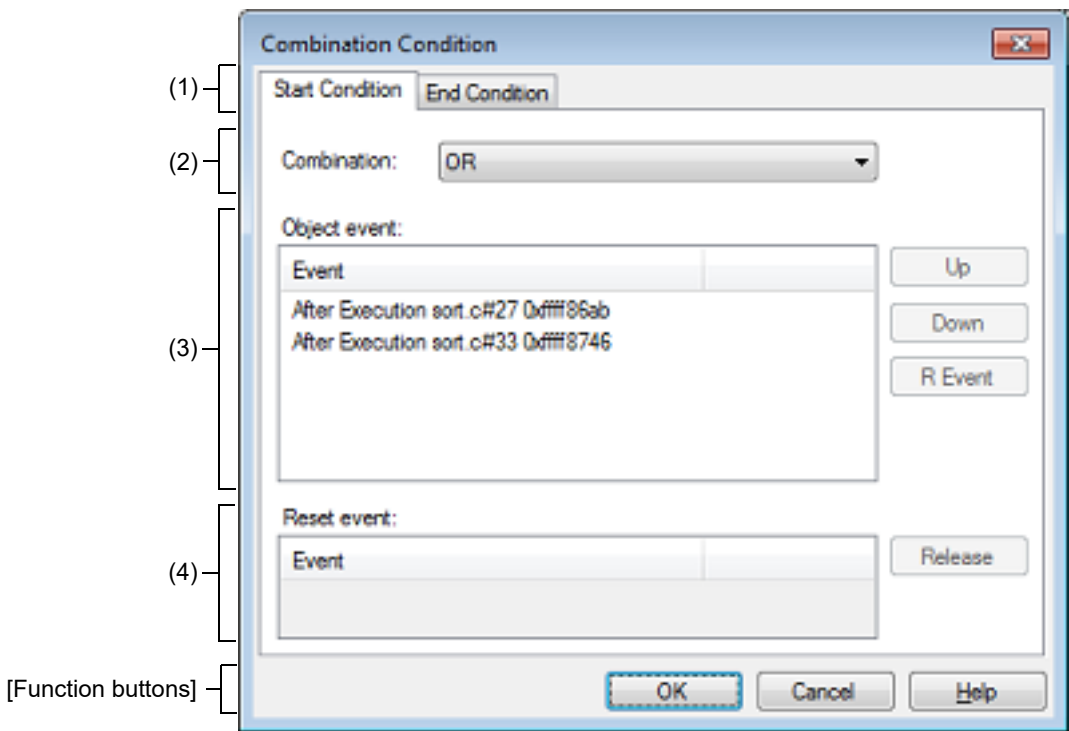 Combination Condition
(1)
Start Condition End Condition
(2)
Combination: OR
Object event:
Event
Up
After Execution sort.c#27 0xffff86ab
Down
After Execution sort.c#33 0xffff8746
(3)
R Event
Reset event:
Event
Release
(4)
[Function buttons]
OK Cancel Help